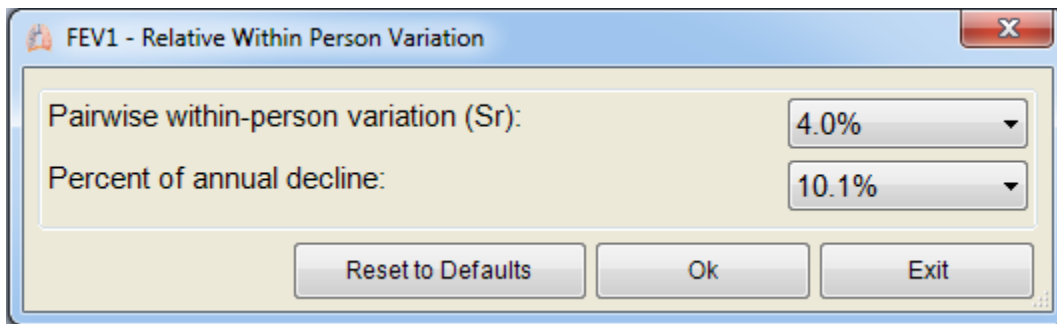 FEV1 - Relative Within Person Variation
Pairwise within-person variation (Sr): 4.0%
Percent of annual decline: 10.1%
Reset to Defaults Ok Exit